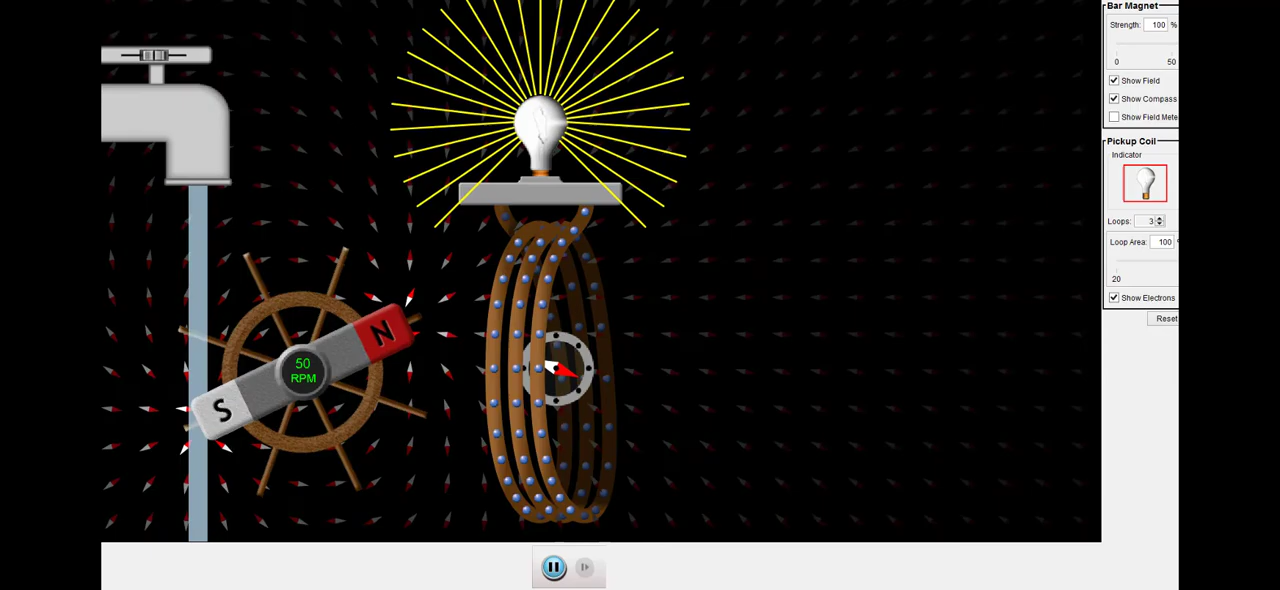 Bar Magnet
Strength: 100 %
0 50
Show Field
Show Compass
Show Field Mete
Pickup Coil
Indicator
Loops: 3
Loop Area: 100 %
20
Show Electrons
Reset
N
50
RPM
S